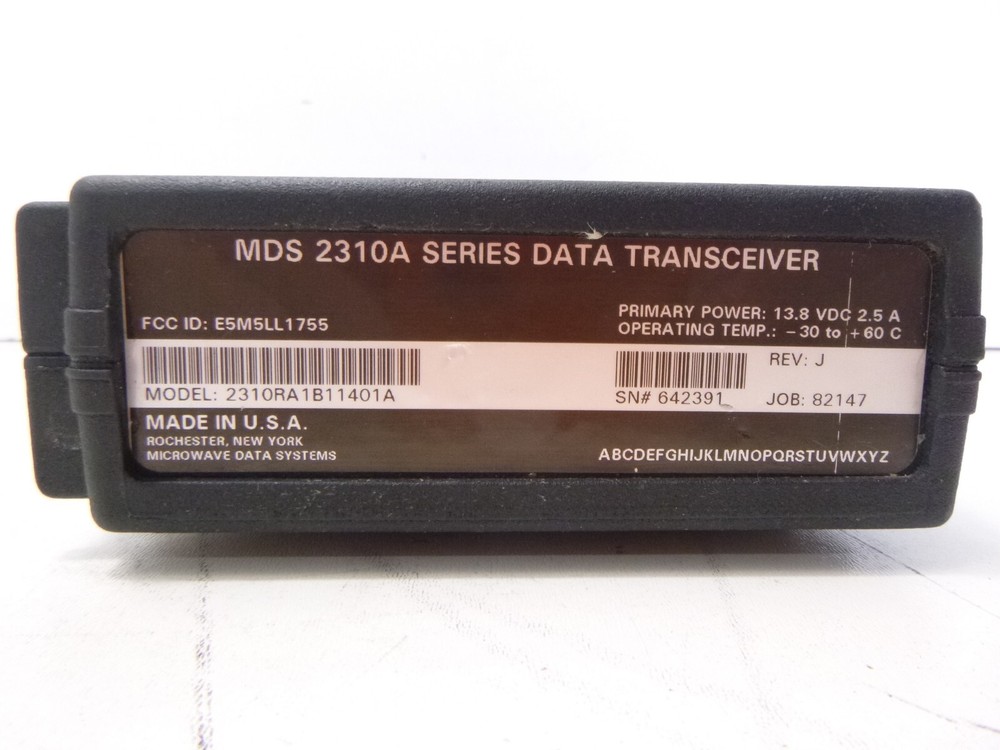 MDS 2310A SERIES DATA TRANSCEIVER
FCC ID: E5M5LL1755
PRIMARY POWER: 13.8 VDC 2.5 A
OPERATING TEMP.: -30 to +60 C
MODEL: 2310RA1B11401A
SN# 642391
REV: J
JOB: 82147
MADE IN U.S.A.
ROCHESTER, NEW YORK
MICROWAVE DATA SYSTEMS
ABCDEFGHIJKLMNOPQRSTUVWXYZ